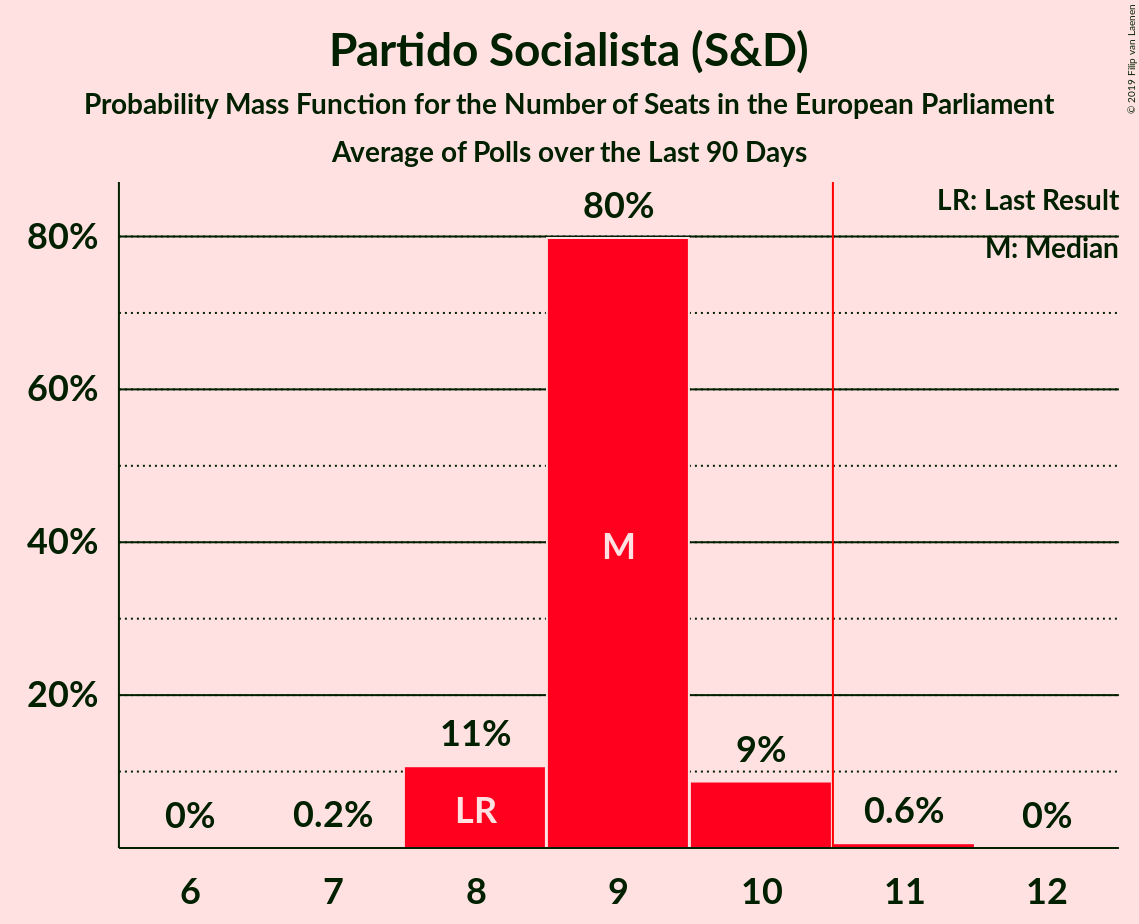 Partido Socialista (S&D)
Probability Mass Function for the Number of Seats in the European Parliament
Average of Polls over the Last 90 Days
© 2019 Filip van Laenen
LR: Last Result
M: Median
80%
60%
40%
20%
0%
0.2%
11%
80%
9%
0.6%
0%
LR
M
6 7 8 9 10 11 12